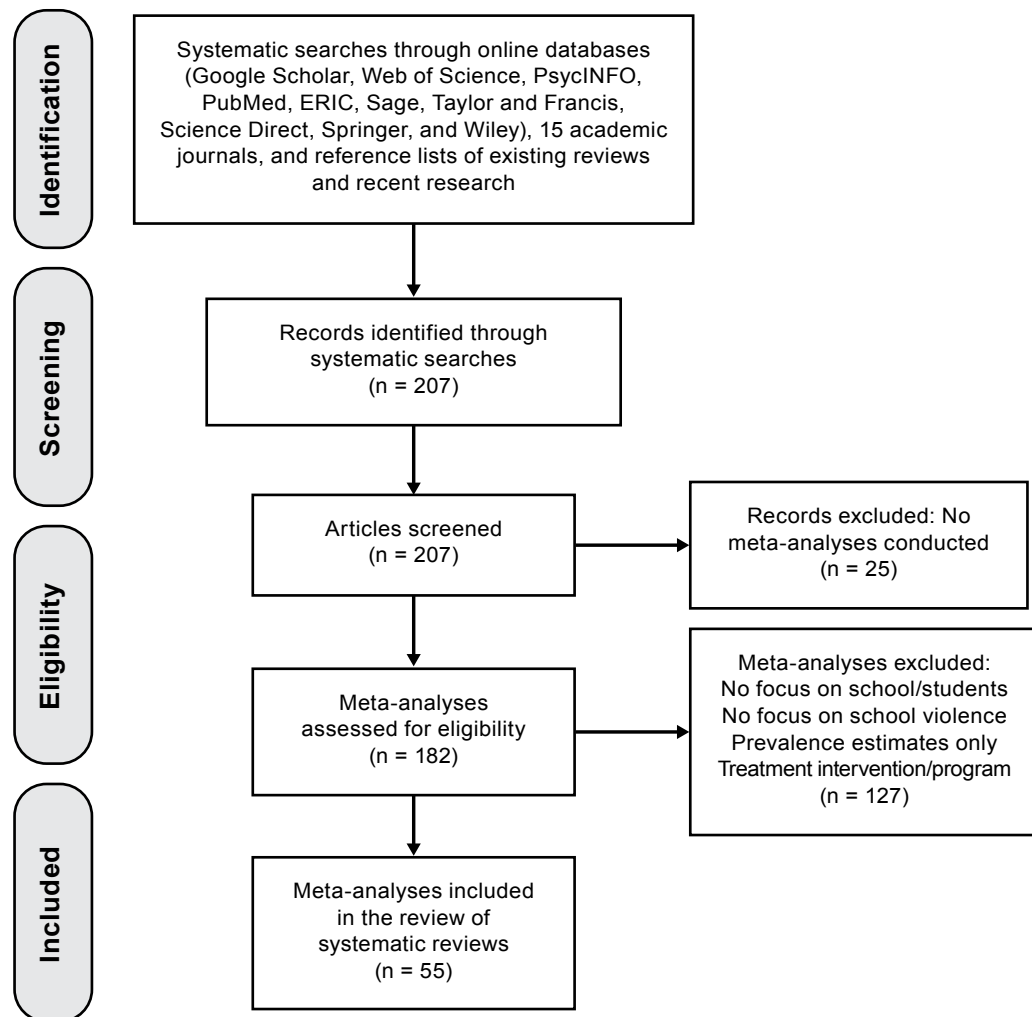 Identification
Systematic searches through online databases
(Google Scholar, Web of Science, PsycINFO,
PubMed, ERIC, Sage, Taylor and Francis,
Science Direct, Springer, and Wiley), 15 academic
journals, and reference lists of existing reviews
and recent research
Screening
Records identified through
systematic searches
(n = 207)
Articles screened
(n = 207)
Records excluded: No
meta-analyses conducted
(n = 25)
Eligibility
Meta-analyses
assessed for eligibility
(n = 182)
Meta-analyses excluded:
No focus on school/students
No focus on school violence
Prevalence estimates only
Treatment intervention/program
(n = 127)
Included
Meta-analyses included
in the review of
systematic reviews
(n = 55)